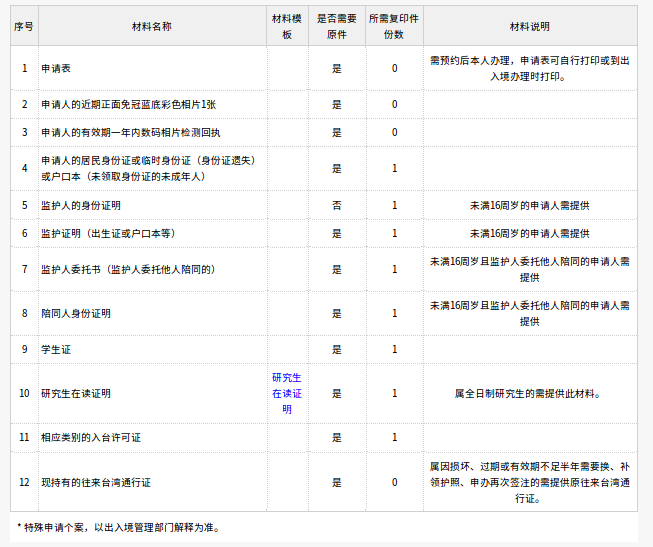 序号 材料名称 材料模板 是否需要原件 所需复印件份数 材料说明
1 申请表 是 0 需预约后本人办理，申请表可自行打印或到出
入境办理时打印。
2 申请人的近期正面免冠蓝底彩色相片1张 是 0
3 申请人的有效期一年内数码相片检测回执 是 0
4 申请人的居民身份证或临时身份证（身份证遗失）
或户口本（未领取身份证的未成年人） 是 1
5 监护人的身份证明 否 1 未满16周岁的申请人需提供
6 监护证明（出生证或户口本等） 是 1 未满16周岁的申请人需提供
7 监护人委托书（监护人委托他人陪同的） 是 1 未满16周岁且监护人委托他人陪同的申请人需
提供
8 陪同人身份证明 是 1 未满16周岁且监护人委托他人陪同的申请人需
提供
9 学生证 是 1
10 研究生在读证明 研究生在读证明 是 1 属全日制研究生的需提供此材料。
11 相应类别的入台许可证 是 1
12 现持有的往来台湾通行证 是 0 属因损坏、过期或有效期不足半年需要换、补
领护照、申办再次签注的需提供原往来台湾通
行证。
* 特殊申请个案，以出入境管理部门解释为准。